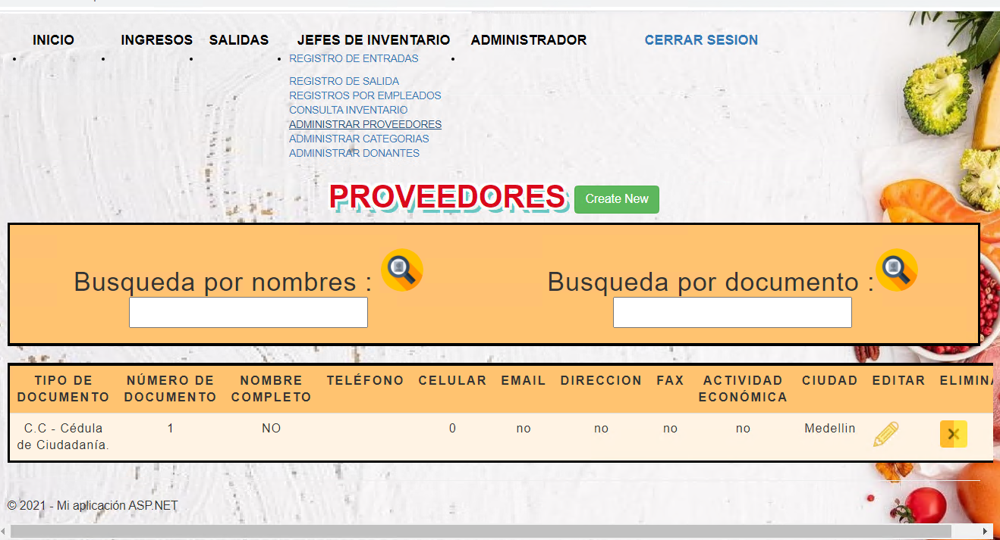 INICIO INGRESOS SALIDAS JEFES DE INVENTARIO ADMINISTRADOR CERRAR SESION
REGISTRO DE ENTRADAS
REGISTRO DE SALIDA
REGISTROS POR EMPLEADOS
CONSULTA INVENTARIO
ADMINISTRAR PROVEEDORES
ADMINISTRAR CATEGORIAS
ADMINISTRAR DONANTES
PROVEEDORES Create New
Busqueda por nombres : Busqueda por documento :
TIPO DE NÚMERO DE NOMBRE TELÉFONO CELULAR EMAIL DIRECCION FAX ACTIVIDAD CIUDAD EDITAR ELIMINA
DOCUMENTO DOCUMENTO COMPLETO ECONÓMICA
C.C - Cédula 1 NO 0 no no no no Medellin
de Ciudadanía.
© 2021 - Mi aplicación ASP.NET